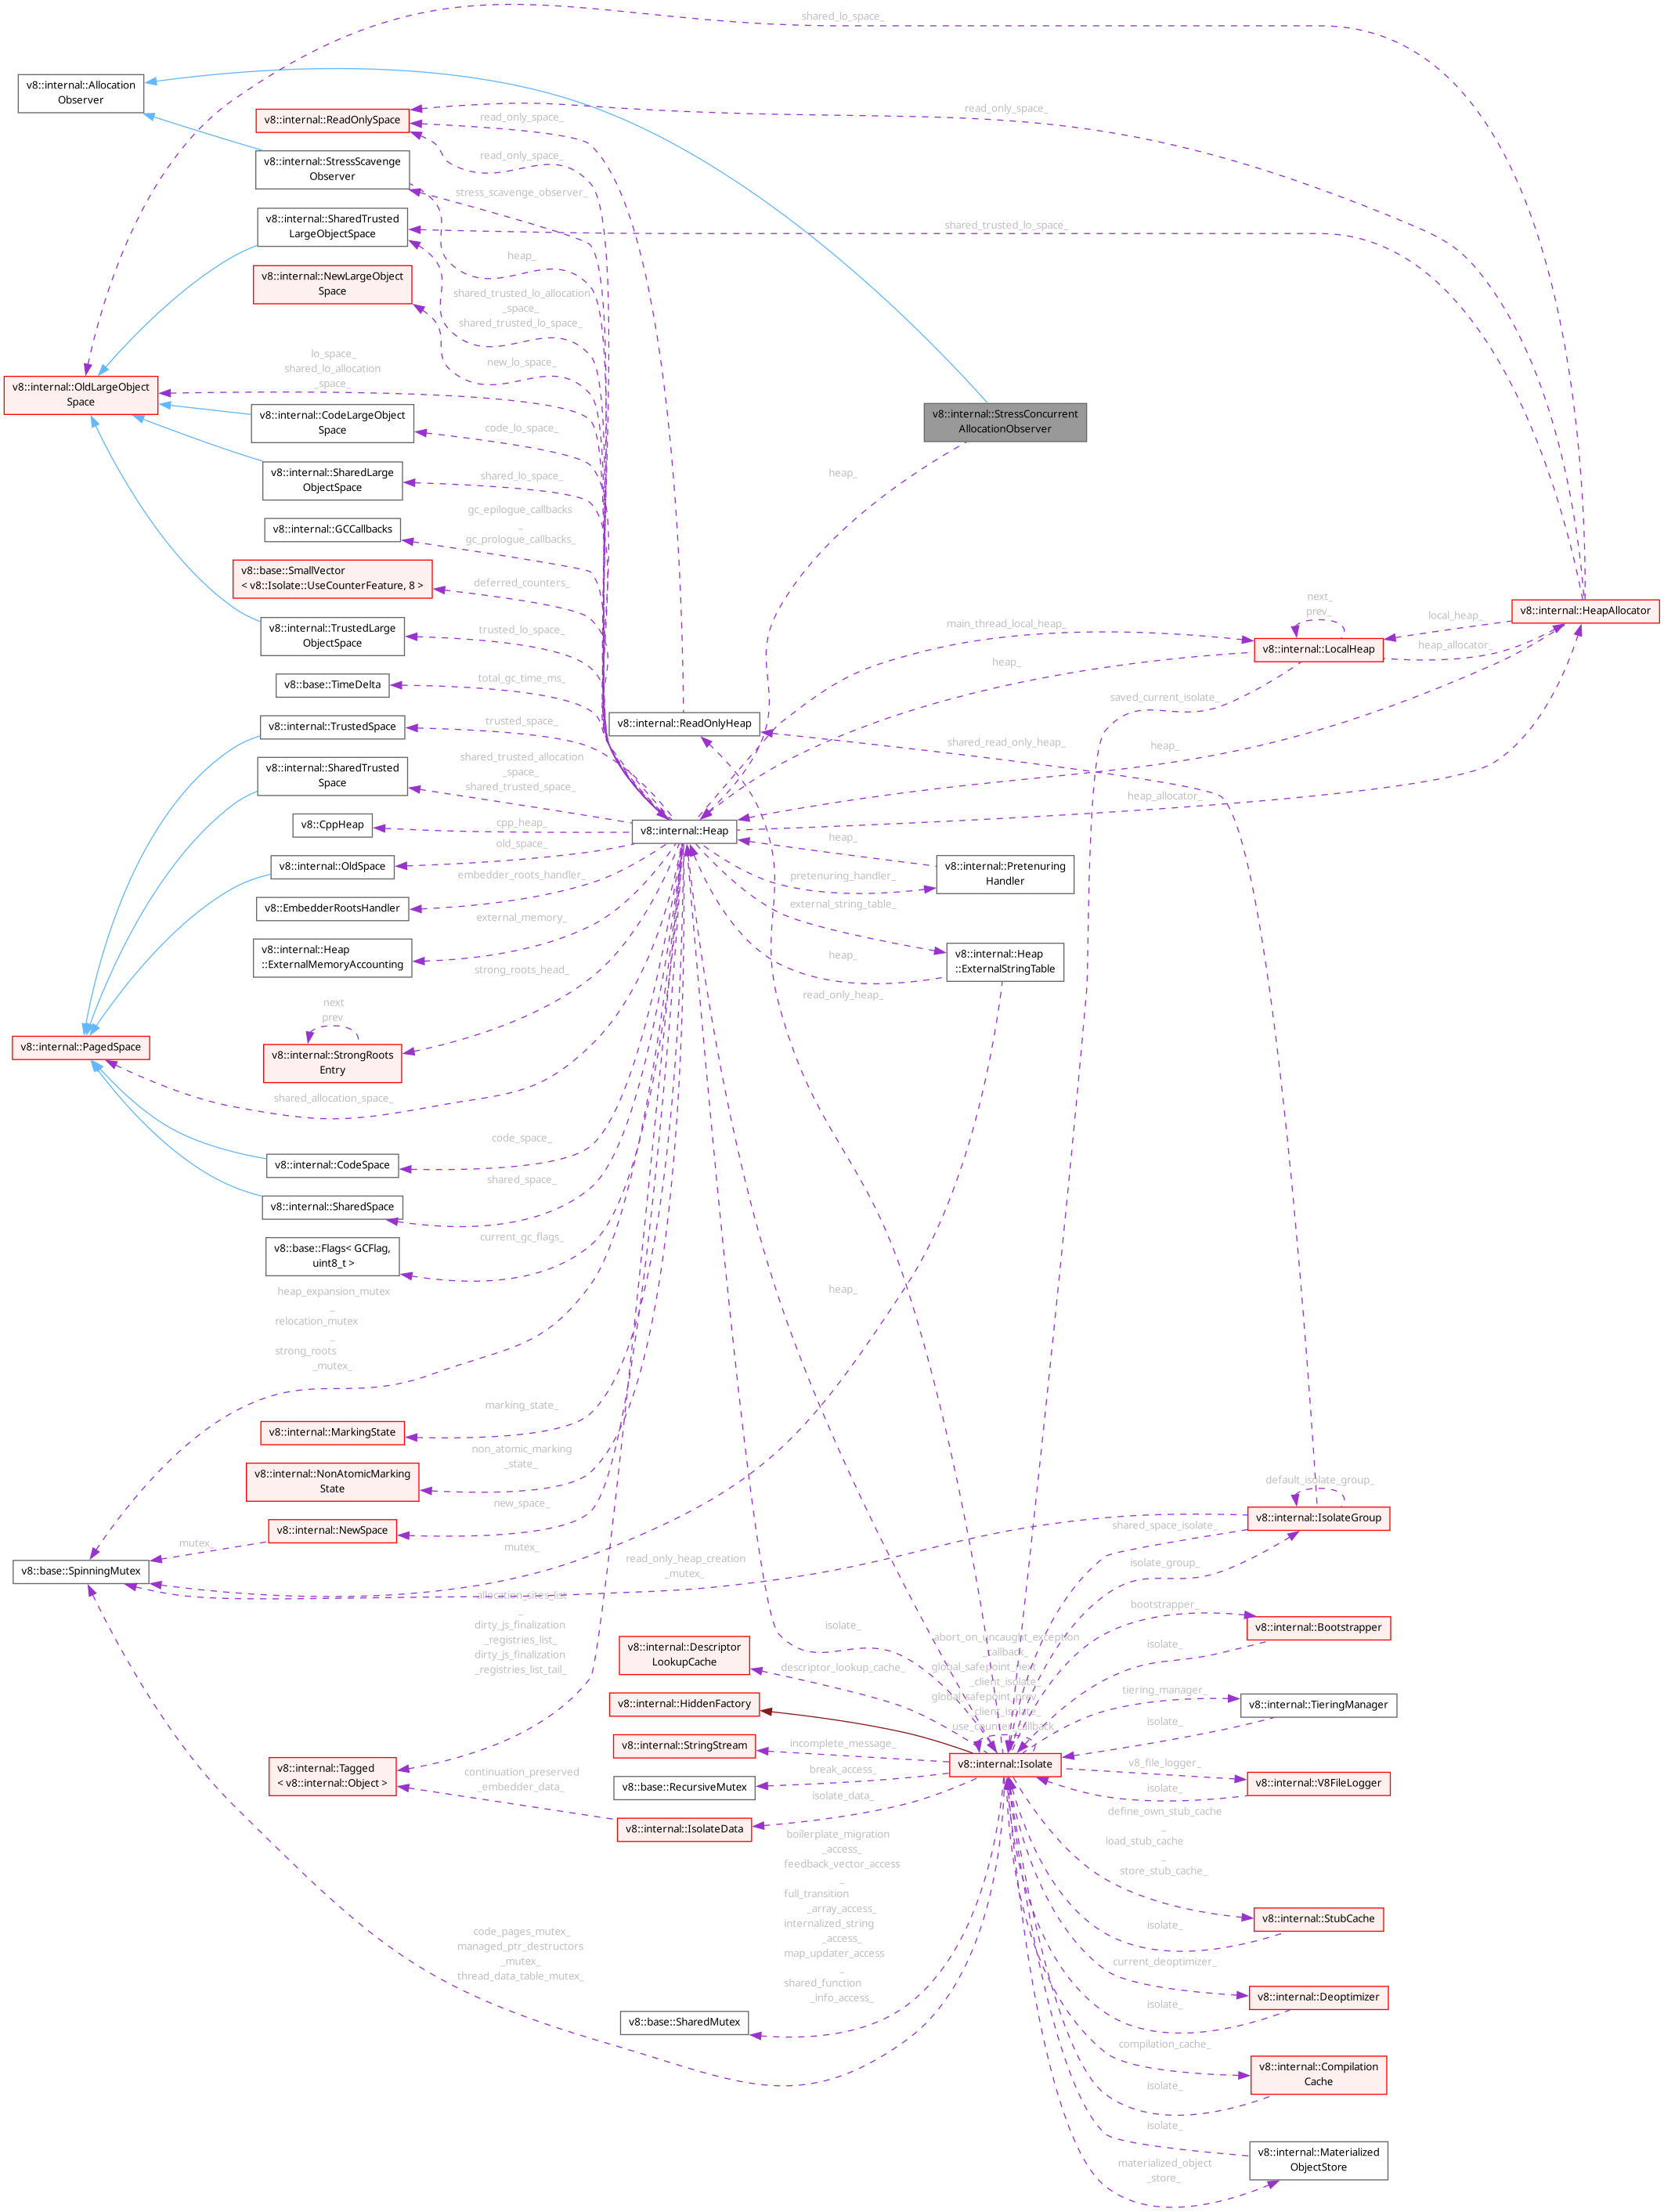 shared_lo_space_
v8::internal::Allocation
Observer
read_only_space_
v8::internal::ReadOnlySpace
read_only_space_
read_only_space_
v8::internal::StressScavenge
Observer
stress_scavenge_observer_
v8::internal::SharedTrusted
LargeObjectSpace
shared_trusted_lo_space_
heap_
v8::internal::NewLargeObject
Space
shared_trusted_lo_allocation
_space_
shared_trusted_lo_space_
lo_space_
shared_lo_allocation
_space_
new_lo_space_
v8::internal::OldLargeObject
Space
v8::internal::CodeLargeObject
Space
code_lo_space_
v8::internal::StressConcurrent
AllocationObserver
v8::internal::SharedLarge
ObjectSpace
shared_lo_space_
heap_
v8::internal::GCCallbacks
gc_epilogue_callbacks
_
gc_prologue_callbacks_
v8::base::SmallVector
< v8::Isolate::UseCounterFeature, 8 >
deferred_counters_
v8::internal::TrustedLarge
ObjectSpace
trusted_lo_space_
main_thread_local_heap_
next_
prev_
v8::internal::LocalHeap
local_heap_
heap_allocator_
v8::internal::HeapAllocator
heap_
saved_current_isolate_
v8::base::TimeDelta
total_gc_time_ms_
v8::internal::TrustedSpace
trusted_space_
v8::internal::ReadOnlyHeap
shared_read_only_heap_
heap_
v8::internal::SharedTrusted
Space
shared_trusted_allocation
_space_
shared_trusted_space_
heap_allocator_
v8::CppHeap
cpp_heap_
v8::internal::Heap
heap_
v8::internal::OldSpace
old_space_
pretenuring_handler_
v8::internal::Pretenuring
Handler
v8::EmbedderRootsHandler
embedder_roots_handler_
external_string_table_
v8::internal::Heap
::ExternalMemoryAccounting
external_memory_
heap_
v8::internal::Heap
::ExternalStringTable
strong_roots_head_
read_only_heap_
next
prev
v8::internal::StrongRoots
Entry
v8::internal::PagedSpace
shared_allocation_space_
v8::internal::CodeSpace
code_space_
v8::internal::SharedSpace
shared_space_
v8::base::Flags< GCFlag,
uint8_t >
current_gc_flags_
heap_expansion_mutex
_
relocation_mutex
_
strong_roots
_mutex_
heap_
v8::internal::MarkingState
marking_state_
v8::internal::NonAtomicMarking
State
non_atomic_marking
_state_
default_isolate_group_
v8::internal::IsolateGroup
v8::internal::NewSpace
new_space_
shared_space_isolate_
mutex_
v8::base::SpinningMutex
mutex_
read_only_heap_creation
_mutex_
isolate_group_
allocation_sites_list
_
dirty_js_finalization
_registries_list_
dirty_js_finalization
_registries_list_tail_
isolate_
bootstrapper_
v8::internal::Bootstrapper
isolate_
v8::internal::Descriptor
LookupCache
descriptor_lookup_cache_
abort_on_uncaught_exception
_callback_
global_safepoint_next
_client_isolate_
global_safepoint_prev
_client_isolate_
use_counter_callback_
tiering_manager_
v8::internal::TieringManager
isolate_
v8::internal::HiddenFactory
v8::internal::StringStream
incomplete_message_
v8::internal::Isolate
v8_file_logger_
v8::internal::V8FileLogger
isolate_
v8::internal::Tagged
< v8::internal::Object >
continuation_preserved
_embedder_data_
v8::base::RecursiveMutex
break_access_
isolate_data_
v8::internal::IsolateData
define_own_stub_cache
_
load_stub_cache
_
store_stub_cache_
boilerplate_migration
_access_
feedback_vector_access
_
full_transition
_array_access_
internalized_string
_access_
map_updater_access
_
shared_function
_info_access_
v8::internal::StubCache
isolate_
code_pages_mutex_
managed_ptr_destructors
_mutex_
thread_data_table_mutex_
current_deoptimizer_
v8::internal::Deoptimizer
isolate_
v8::base::SharedMutex
compilation_cache_
v8::internal::Compilation
Cache
isolate_
isolate_
v8::internal::Materialized
ObjectStore
materialized_object
_store_